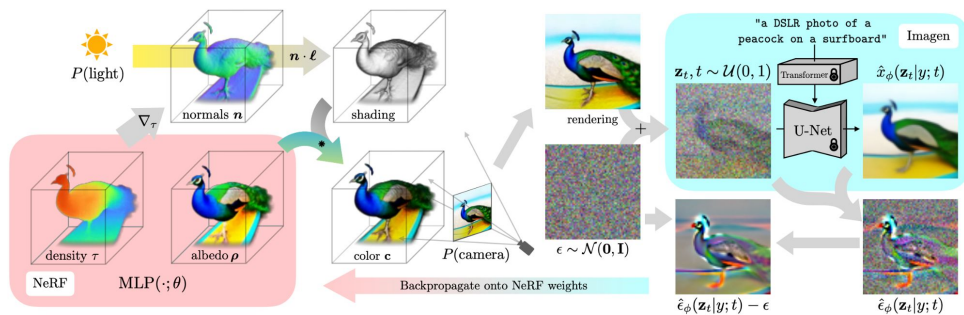 P(light)
n · ℓ
normals n
shading
∇τ
density τ
albedo ρ
NeRF
MLP(·; θ)
*
color c
P(camera)
rendering
+
ϵ ∼ N(0, I)
"a DSLR photo of a
peacock on a surfboard"
Imagen
z_t, t ∼ U(0, 1)
Transformer
x̂_ϕ(z_t|y; t)
U-Net
ϵ̂_ϕ(z_t|y; t) − ϵ
ϵ̂_ϕ(z_t|y; t)
Backpropagate onto NeRF weights